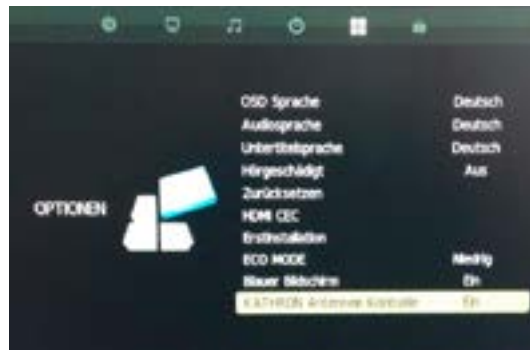 OPTIONEN
OSD Sprache Deutsch
Audiosprache Deutsch
Untertitelsprache Deutsch
Hörgeschädigt Aus
Zurücksetzen
HDMI CEC
Erstinstallation
ECO MODE Niedrig
Blauer Bildschirm Ein
KATHREIN Antennen Kontrolle Ein